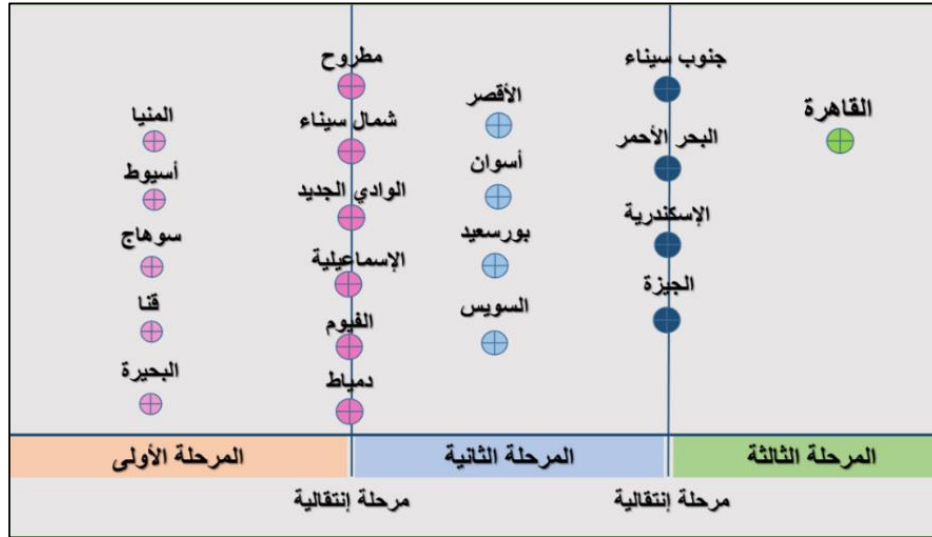 المنيا
أسيوط
سوهاج
قنا
البحيرة
مطروح
شمال سيناء
الوادي الجديد
الإسماعيلية
الفيوم
دمياط
الأقصر
أسوان
بورسعيد
السويس
جنوب سيناء
البحر الأحمر
الإسكندرية
الجيزة
القاهرة
المرحلة الأولى
المرحلة الثانية
المرحلة الثالثة
مرحلة إنتقالية
مرحلة إنتقالية